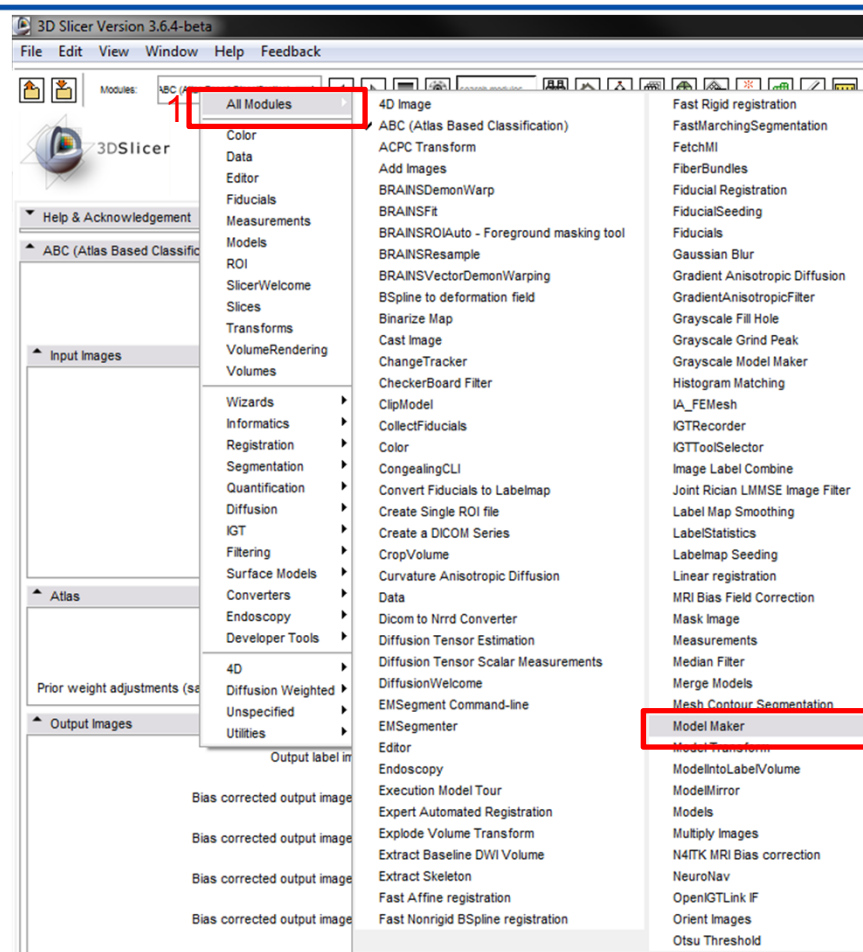 3D Slicer Version 3.6.4-beta
File Edit View Window Help Feedback
Modules:
1
3DSlicer
Help & Acknowledgement
ABC (Atlas Based Classific
Input Images
Atlas
Prior weight adjustments (sa
Output Images
Output label im
Bias corrected output image
Bias corrected output image
Bias corrected output image
Bias corrected output image
All Modules
Color
Data
Editor
Fiducials
Measurements
Models
ROI
SlicerWelcome
Slices
Transforms
VolumeRendering
Volumes
Wizards
Informatics
Registration
Segmentation
Quantification
Diffusion
IGT
Filtering
Surface Models
Converters
Endoscopy
Developer Tools
4D
Diffusion Weighted
Unspecified
Utilities
4D Image
ABC (Atlas Based Classification)
ACPC Transform
Add Images
BRAINSDemonWarp
BRAINSFit
BRAINSROIAuto - Foreground masking tool
BRAINSResample
BRAINSVectorDemonWarping
BSpline to deformation field
Binarize Map
Cast Image
ChangeTracker
CheckerBoard Filter
ClipModel
CollectFiducials
Color
CongealingCLI
Convert Fiducials to Labelmap
Create Single ROI file
Create a DICOM Series
CropVolume
Curvature Anisotropic Diffusion
Data
Dicom to Nrrd Converter
Diffusion Tensor Estimation
Diffusion Tensor Scalar Measurements
DiffusionWelcome
EMSegment Command-line
EMSegmenter
Editor
Endoscopy
Execution Model Tour
Expert Automated Registration
Explode Volume Transform
Extract Baseline DWI Volume
Extract Skeleton
Fast Affine registration
Fast Nonrigid BSpline registration
Fast Rigid registration
FastMarchingSegmentation
FetchMI
FiberBundles
Fiducial Registration
FiducialSeeding
Fiducials
Gaussian Blur
Gradient Anisotropic Diffusion
GradientAnisotropicFilter
Grayscale Fill Hole
Grayscale Grind Peak
Grayscale Model Maker
Histogram Matching
IA_FEMesh
IGTRecorder
IGTToolSelector
Image Label Combine
Joint Rician LMMSE Image Filter
Label Map Smoothing
LabelStatistics
Labelmap Seeding
Linear registration
MRI Bias Field Correction
Mask Image
Measurements
Median Filter
Merge Models
Mesh Contour Segmentation
Model Maker
Model Transform
ModelIntoLabelVolume
ModelMirror
Models
Multiply Images
N4ITK MRI Bias correction
NeuroNav
OpenIGTLink IF
Orient Images
Otsu Threshold